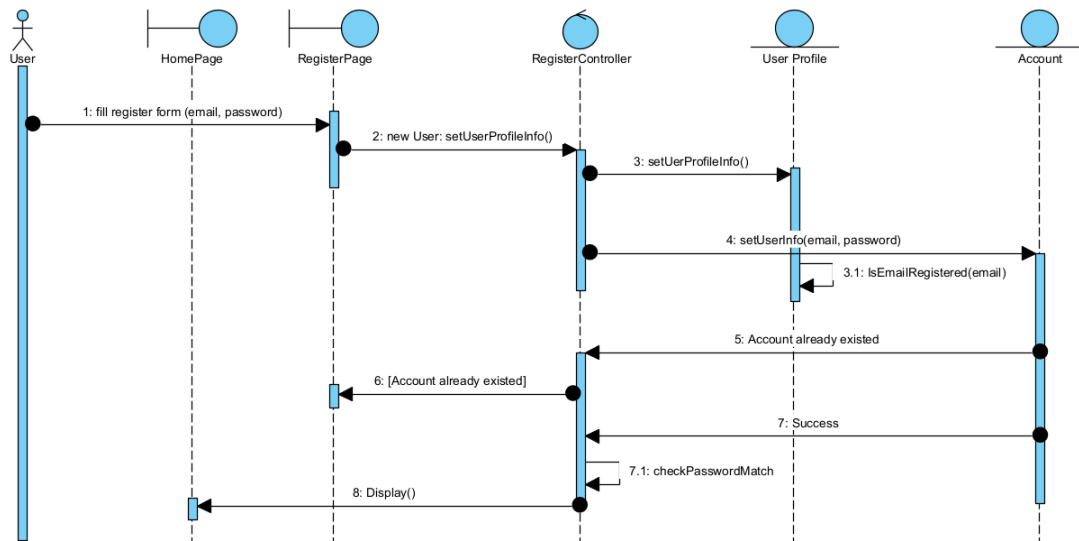 User
HomePage
RegisterPage
RegisterController
User Profile
Account
1: fill register form (email, password)
2: new User: setUserProfileInfo()
3: setUerProfileInfo()
4: setUserInfo(email, password)
3.1: IsEmailRegistered(email)
5: Account already existed
6: [Account already existed]
7: Success
7.1: checkPasswordMatch
8: Display()